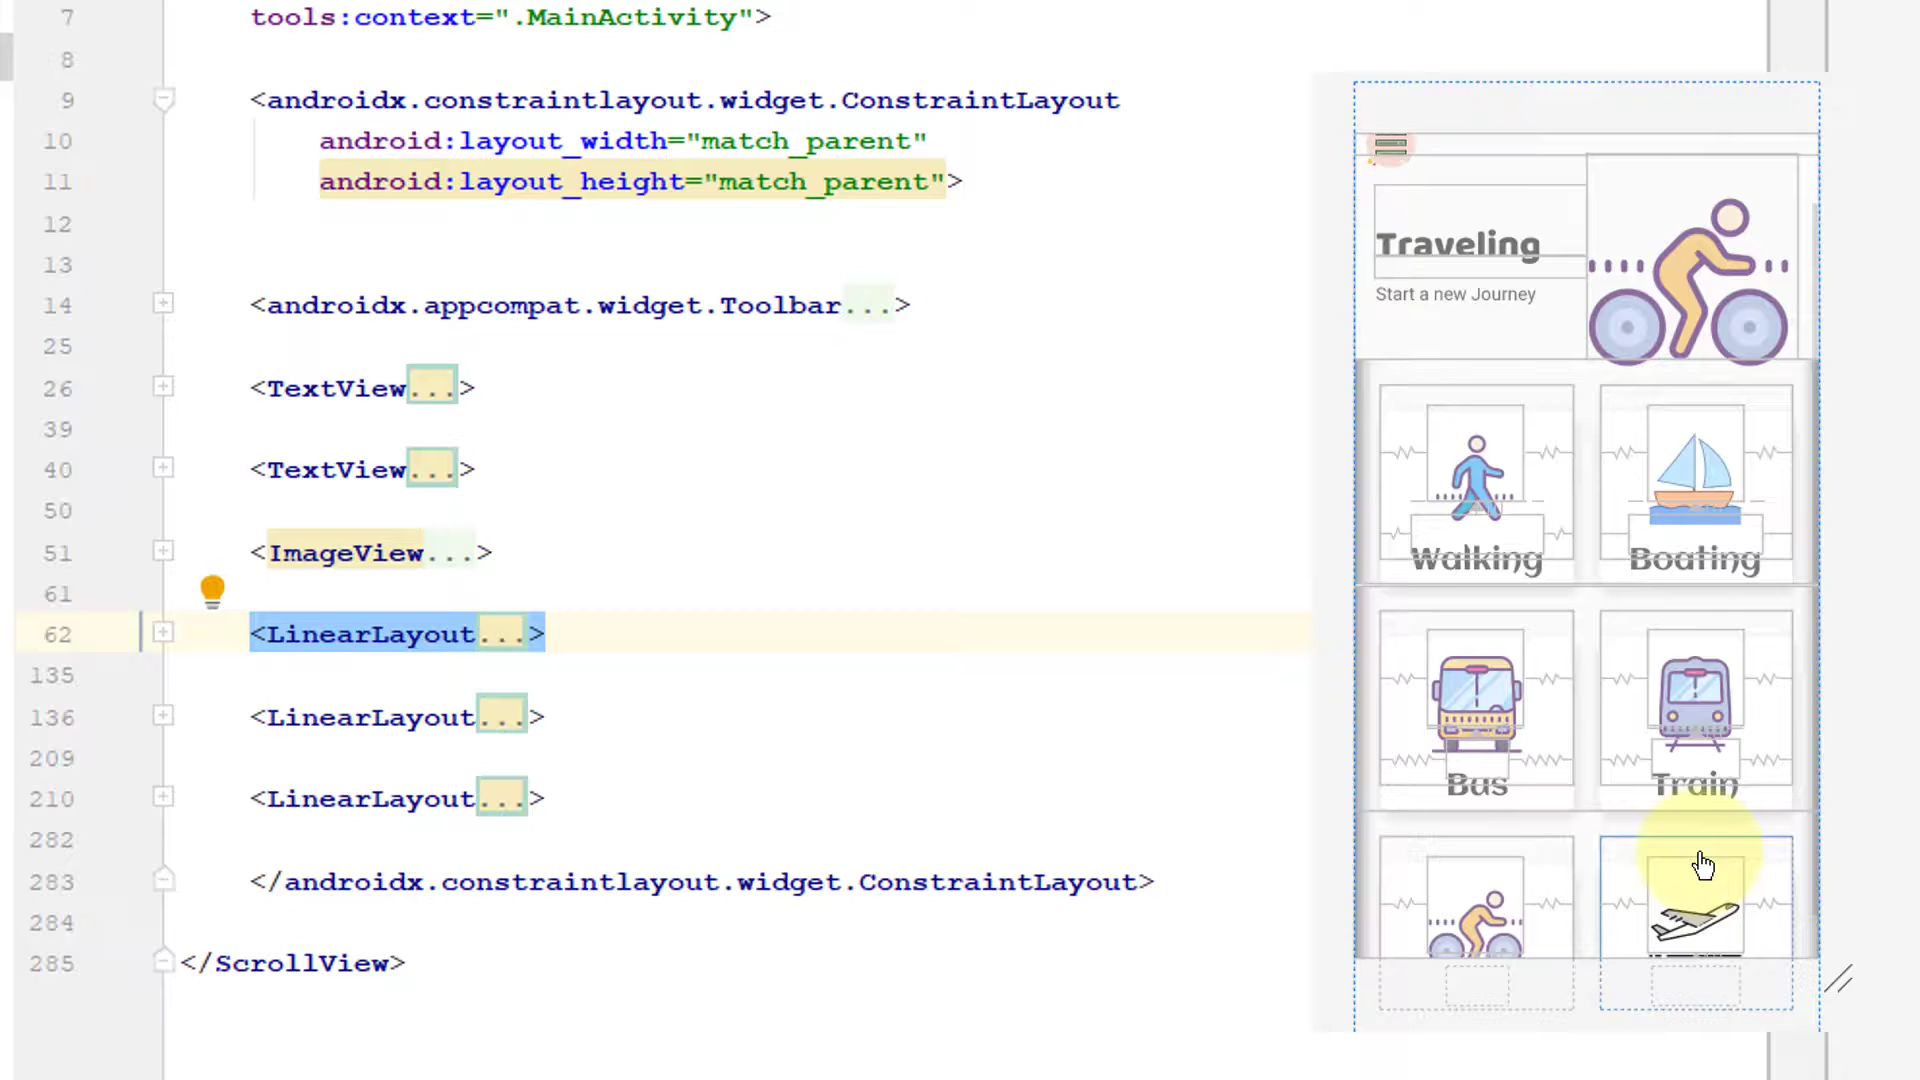 7 tools:context=".MainActivity">
8
9 <androidx.constraintlayout.widget.ConstraintLayout
10 android:layout_width="match_parent"
11 android:layout_height="match_parent">
12
13
14 <androidx.appcompat.widget.Toolbar...>
25
26 <TextView...>
39
40 <TextView...>
50
51 <ImageView...>
61
62 <LinearLayout...>
135
136 <LinearLayout...>
209
210 <LinearLayout...>
282
283 </androidx.constraintlayout.widget.ConstraintLayout>
284
285 </ScrollView>
Traveling
Start a new Journey
Walking Boating
Bus Train